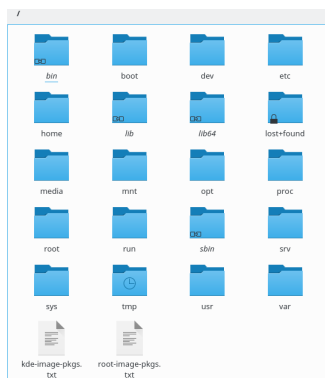 /
bin boot dev etc
home lib lib64 lost+found
media mnt opt proc
root run sbin srv
sys tmp usr var
kde-image-pkgs. root-image-pkgs.
txt txt